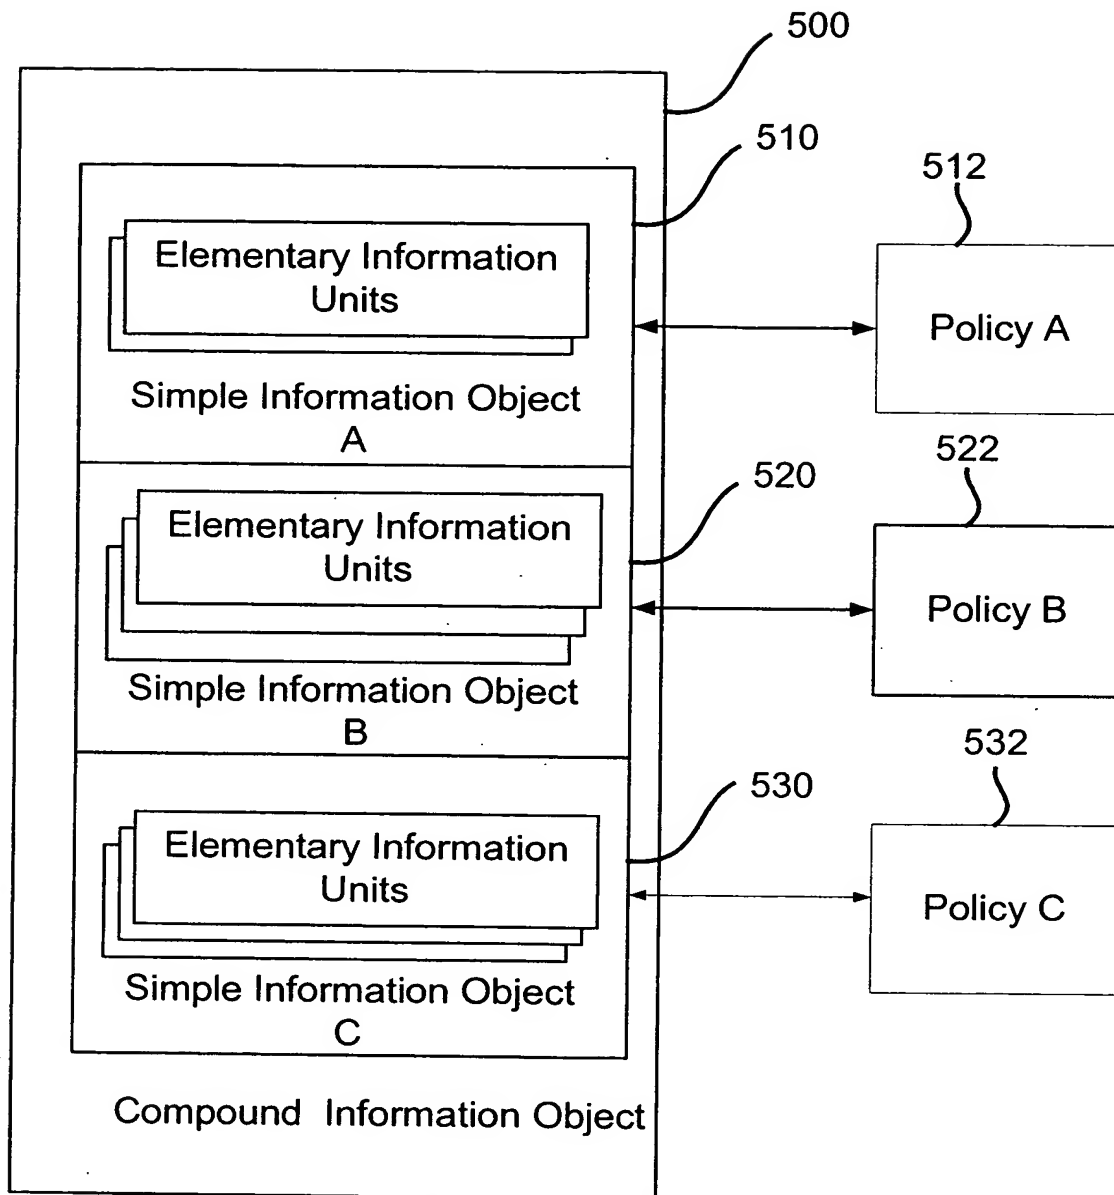 500
510
512
Elementary Information
Units
Policy A
Simple Information Object
A
522
520
Elementary Information
Units
Policy B
Simple Information Object
B
532
530
Elementary Information
Units
Policy C
Simple Information Object
C
Compound Information Object